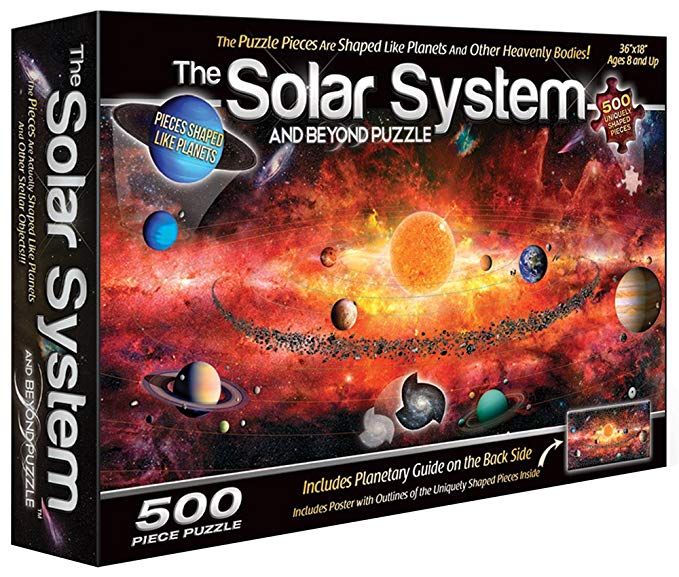 The Puzzle Pieces Are Shaped Like Planets And Other Heavenly Bodies!
36"x18"
Ages 8 and Up
The Solar System
AND BEYOND PUZZLE
500
UNIQUELY
SHAPED
PIECES
PIECES SHAPED
LIKE PLANETS
Includes Planetary Guide on the Back Side
Includes Poster with Outlines of the Uniquely Shaped Pieces Inside
500
PIECE PUZZLE
The Solar System
AND BEYOND PUZZLE™
The Pieces Are Actually Shaped Like Planets
And Other Stellar Objects!!!